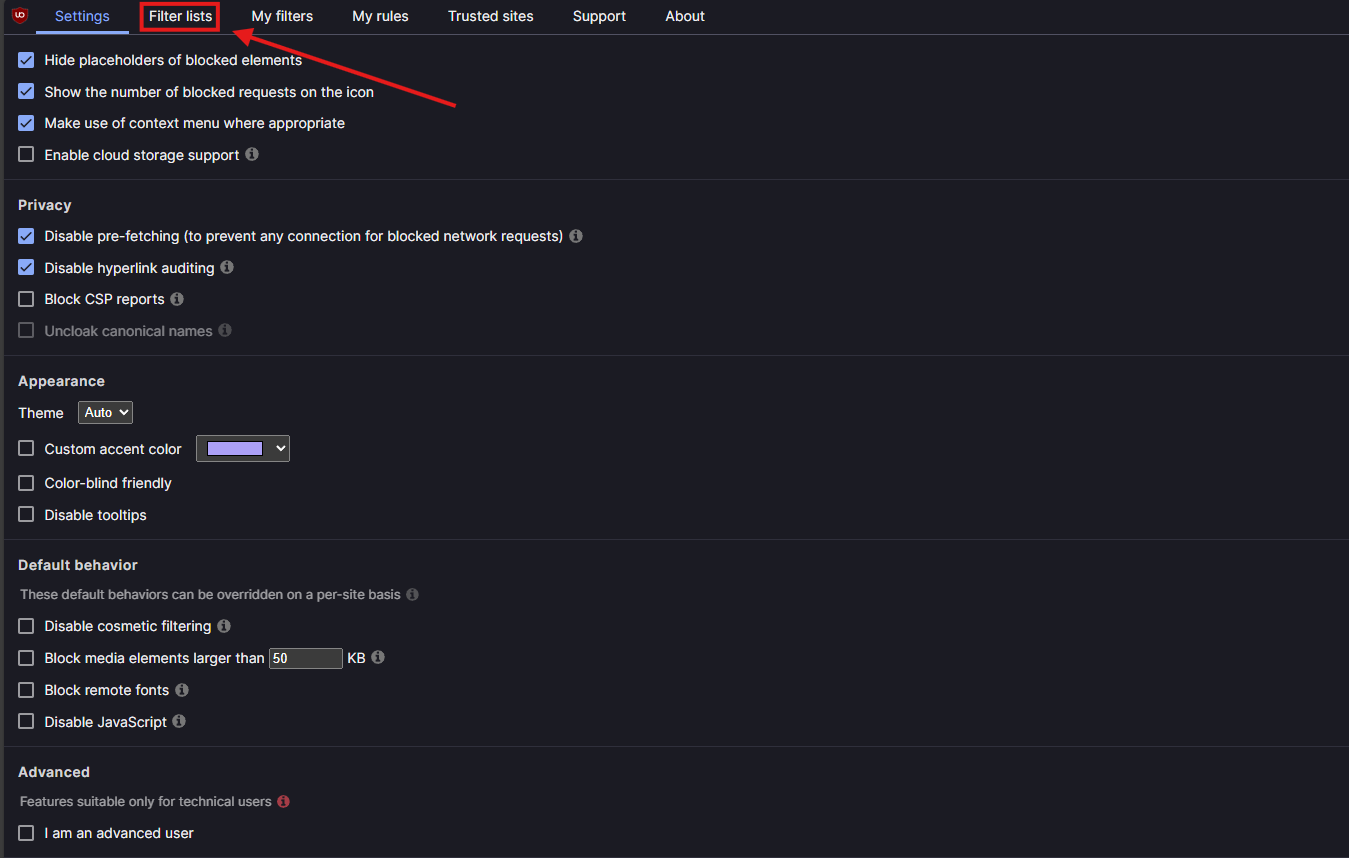 Settings Filter lists My filters My rules Trusted sites Support About
Hide placeholders of blocked elements
Show the number of blocked requests on the icon
Make use of context menu where appropriate
Enable cloud storage support
Privacy
Disable pre-fetching (to prevent any connection for blocked network requests)
Disable hyperlink auditing
Block CSP reports
Uncloak canonical names
Appearance
Theme Auto
Custom accent color
Color-blind friendly
Disable tooltips
Default behavior
These default behaviors can be overridden on a per-site basis
Disable cosmetic filtering
Block media elements larger than 50 KB
Block remote fonts
Disable JavaScript
Advanced
Features suitable only for technical users
I am an advanced user